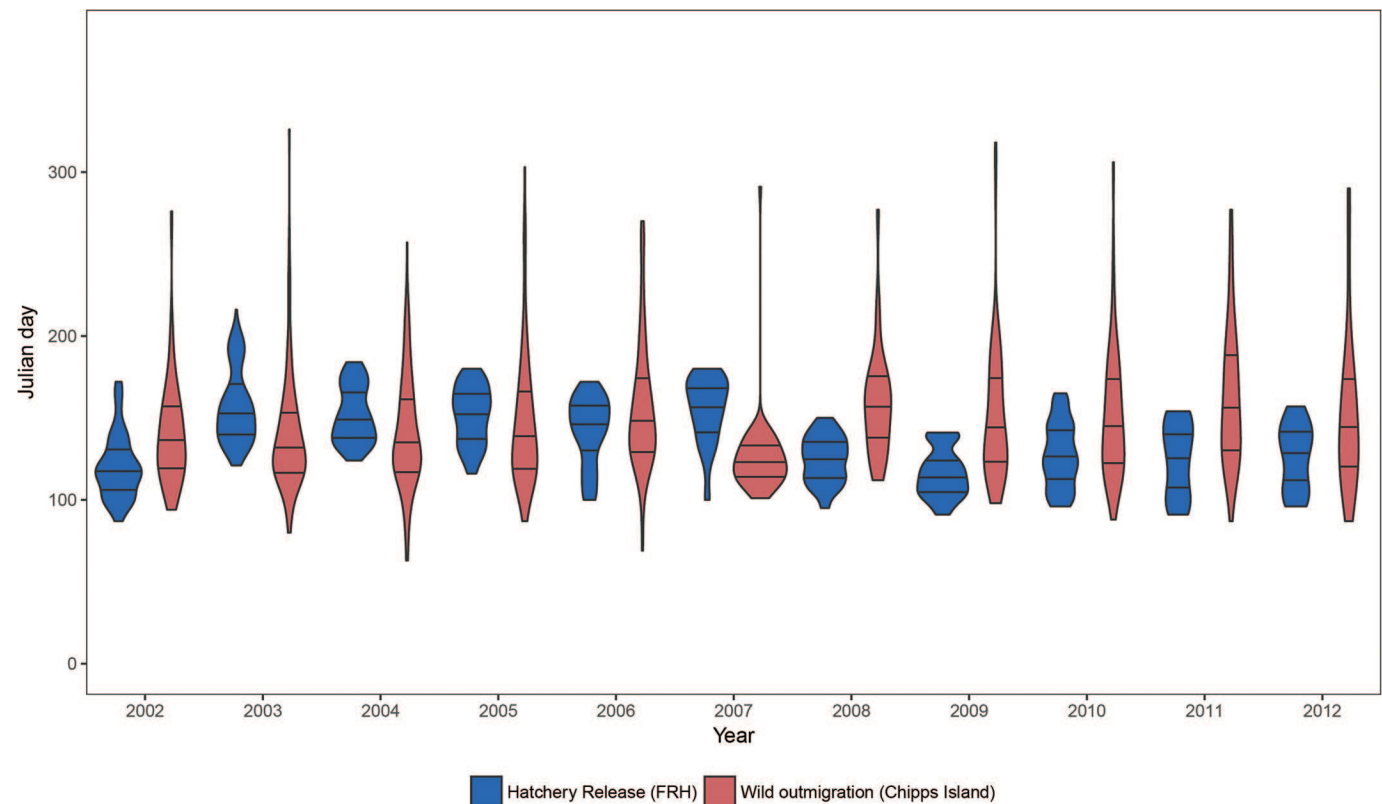 300
200
100
0
Julian day
2002 2003 2004 2005 2006 2007 2008 2009 2010 2011 2012
Year
Hatchery Release (FRH) Wild outmigration (Chipps Island)